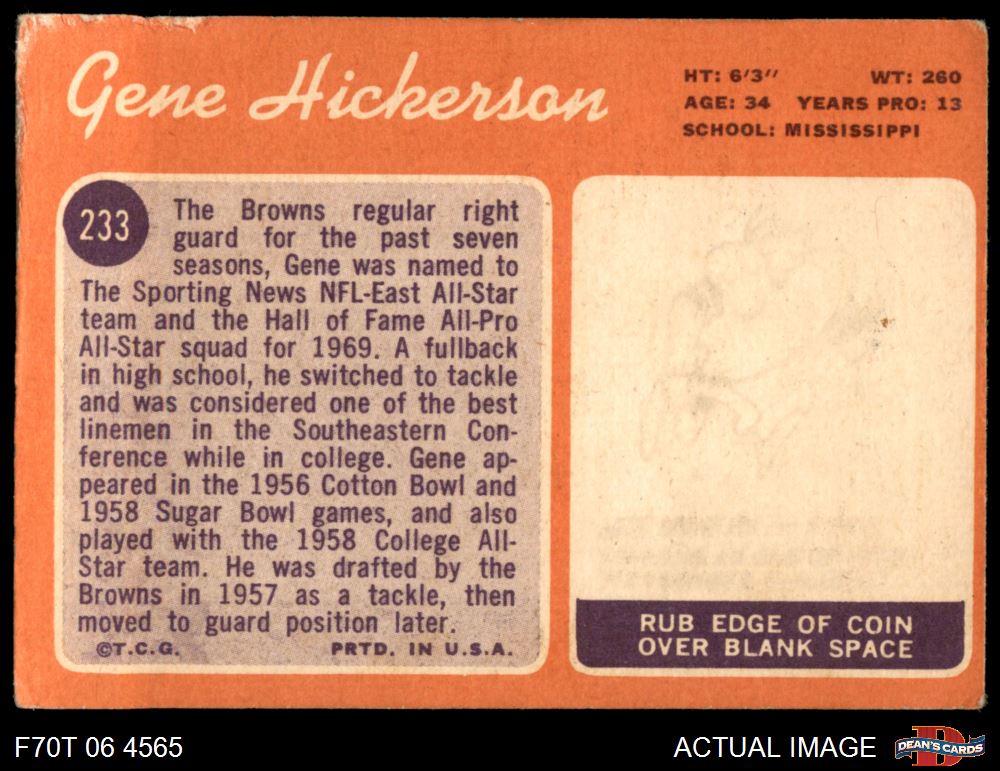 Gene Hickerson
HT: 6'3" WT: 260
AGE: 34 YEARS PRO: 13
SCHOOL: MISSISSIPPI
233
The Browns regular right
guard for the past seven
seasons, Gene was named to
The Sporting News NFL-East All-Star
team and the Hall of Fame All-Pro
All-Star squad for 1969. A fullback
in high school, he switched to tackle
and was considered one of the best
linemen in the Southeastern Con-
ference while in college. Gene ap-
peared in the 1956 Cotton Bowl and
1958 Sugar Bowl games, and also
played with the 1958 College All-
Star team. He was drafted by the
Browns in 1957 as a tackle, then
moved to guard position later.
©T.C.G. PRTD. IN U.S.A.
RUB EDGE OF COIN
OVER BLANK SPACE
F70T 06 4565
ACTUAL IMAGE
D
DEAN'S CARDS